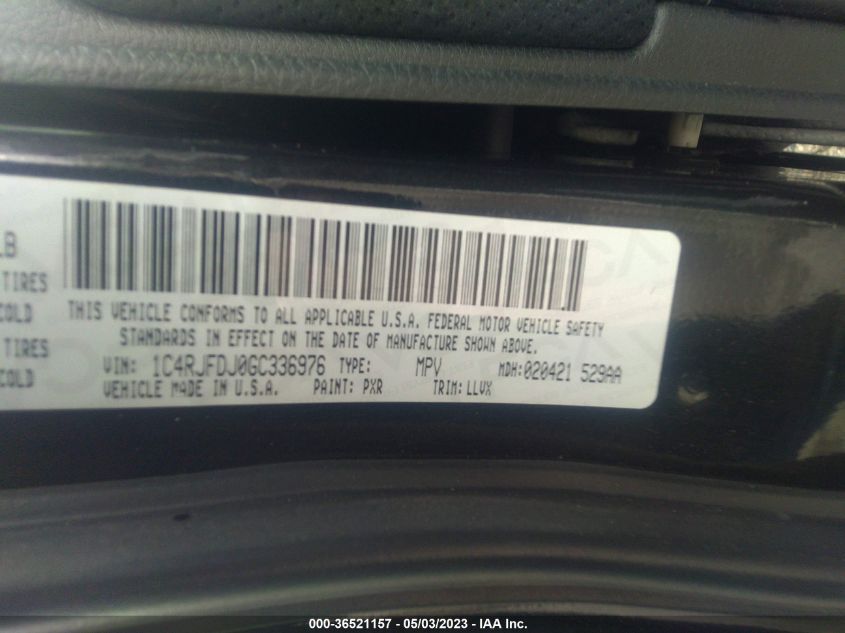 LB
TIRES
COLD
TIRES
COLD
THIS VEHICLE CONFORMS TO ALL APPLICABLE U.S.A. FEDERAL MOTOR VEHICLE SAFETY
STANDARDS IN EFFECT ON THE DATE OF MANUFACTURE SHOWN ABOVE.
VIN: 1C4RJFDJ0GC336976 TYPE: MPV MDH:020421 529AA
VEHICLE MADE IN U.S.A. PAINT: PXR TRIM: LLVX
000-36521157 - 05/03/2023 - © IAA Inc.